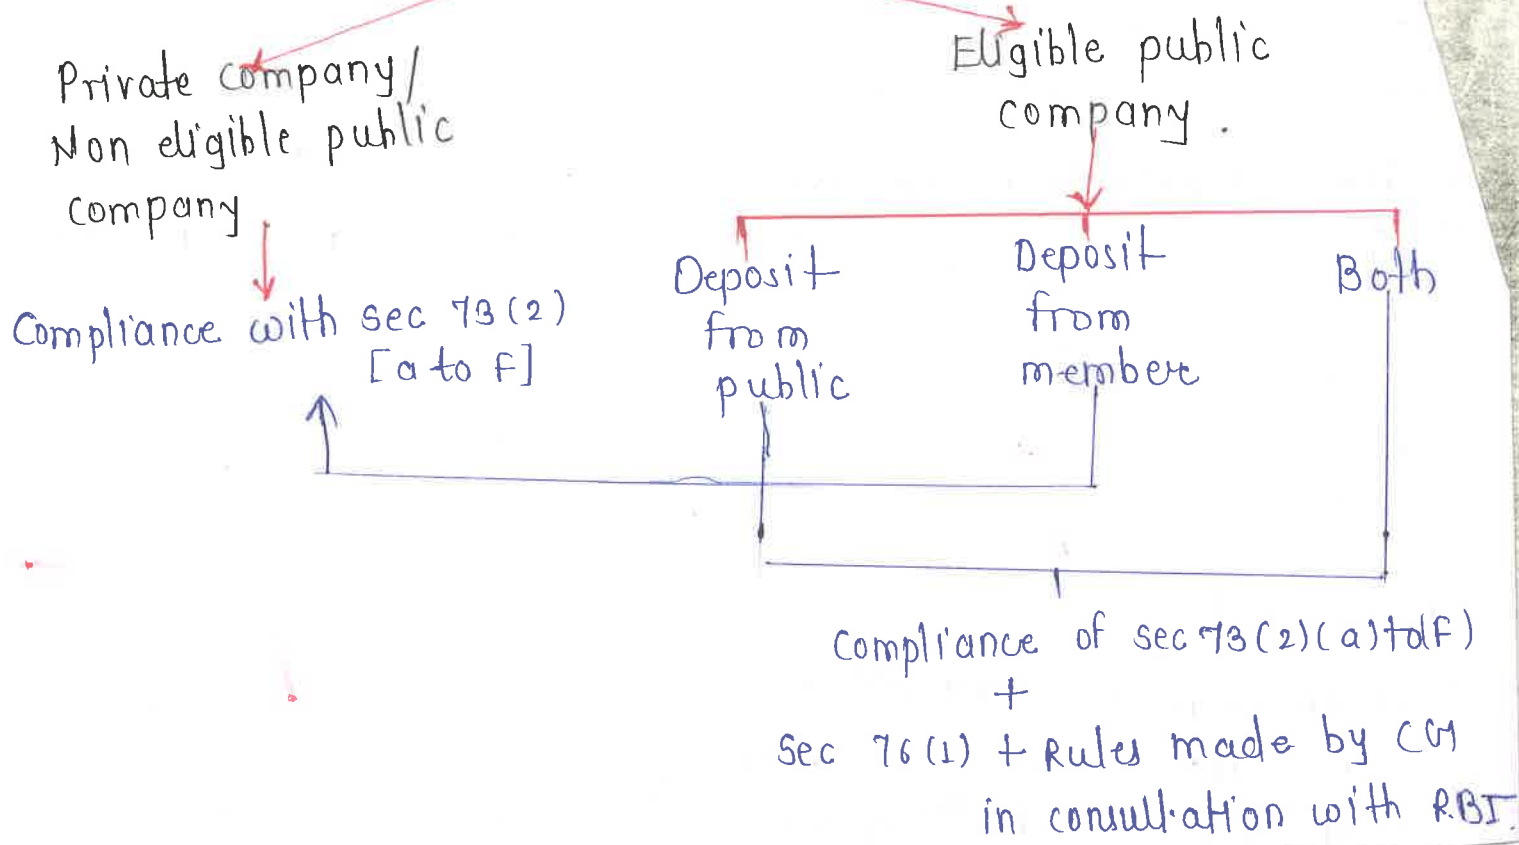 Private company/
Non eligible public
company
Compliance with sec 73(2)
[a to F]
Eligible public
company.
Deposit
from
public
Deposit
from
member
Both
Compliance of sec 73(2)(a)to(F)
+
Sec 76(1) + Rules made by CG
in consultation with RBI.